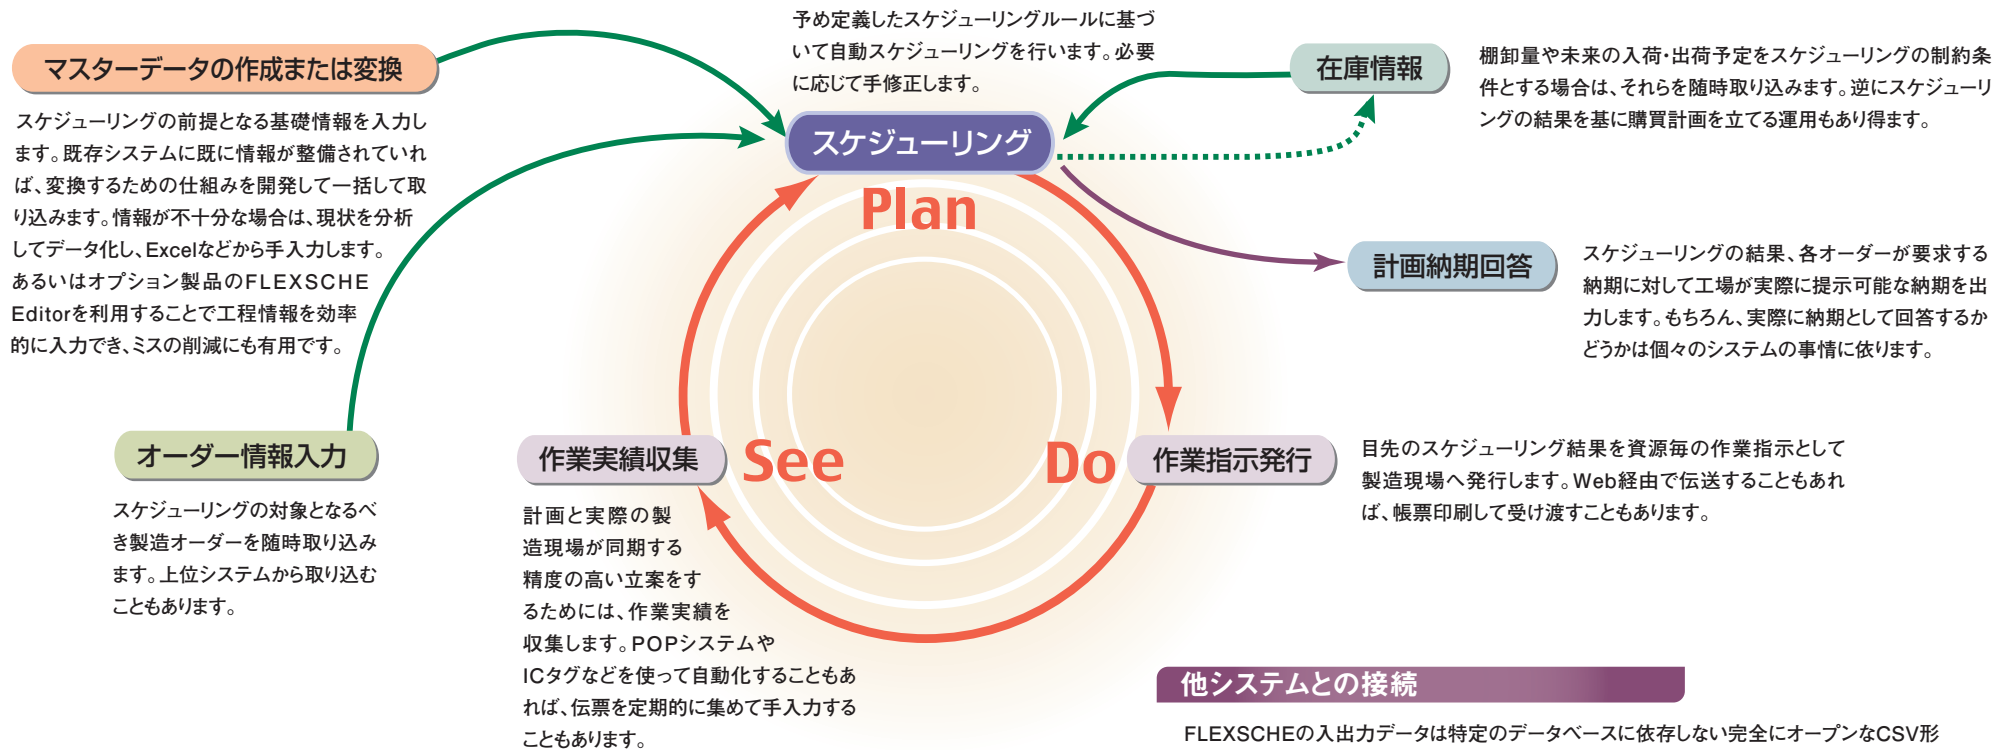 マスターデータの作成または変換
スケジューリングの前提となる基礎情報を入力し
ます。既存システムに既に情報が整備されていれ
ば、変換するための仕組みを開発して一括して取
り込みます。情報が不十分な場合は、現状を分析
してデータ化し、Excelなどから手入力します。
あるいはオプション製品のFLEXSCHE
Editorを利用することで工程情報を効率
的に入力でき、ミスの削減にも有用です。
オーダー情報入力
スケジューリングの対象となるべ
き製造オーダーを随時取り込み
ます。上位システムから取り込む
こともあります。
予め定義したスケジューリングルールに基づ
いて自動スケジューリングを行います。必要
に応じて手修正します。
スケジューリング
Plan
在庫情報
棚卸量や未来の入荷・出荷予定をスケジューリングの制約条
件とする場合は、それらを随時取り込みます。逆にスケジューリ
ングの結果を基に購買計画を立てる運用もあり得ます。
計画納期回答
スケジューリングの結果、各オーダーが要求する
納期に対して工場が実際に提示可能な納期を出
力します。もちろん、実際に納期として回答するか
どうかは個々のシステムの事情に依ります。
作業実績収集
See
計画と実際の製
造現場が同期する
精度の高い立案をす
るためには、作業実績を
収集します。POPシステムや
ICタグなどを使って自動化することもあ
れば、伝票を定期的に集めて手入力する
こともあります。
Do
作業指示発行
目先のスケジューリング結果を資源毎の作業指示として
製造現場へ発行します。Web経由で伝送することもあれ
ば、帳票印刷して受け渡すこともあります。
他システムとの接続
FLEXSCHEの入出力データは特定のデータベースに依存しない完全にオープンなCSV形